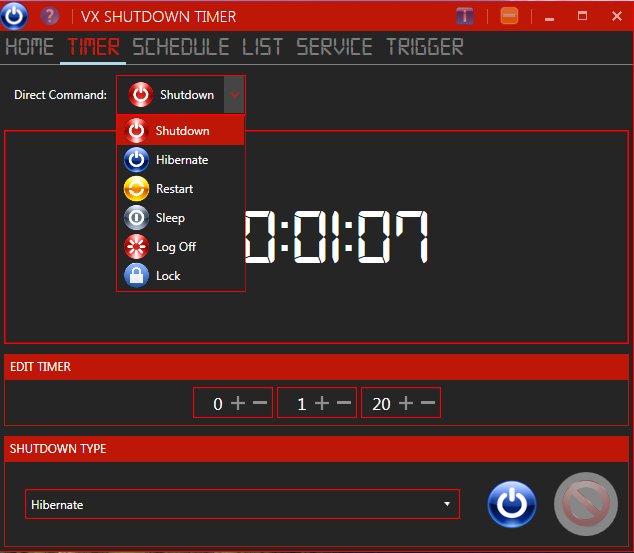 VX SHUTDOWN TIMER
HOME TIMER SCHEDULE LIST SERVICE TRIGGER
Direct Command: Shutdown
Shutdown
Hibernate
Restart
Sleep
Log Off
Lock
0:01:07
EDIT TIMER
0 + − 1 + − 20 + −
SHUTDOWN TYPE
Hibernate